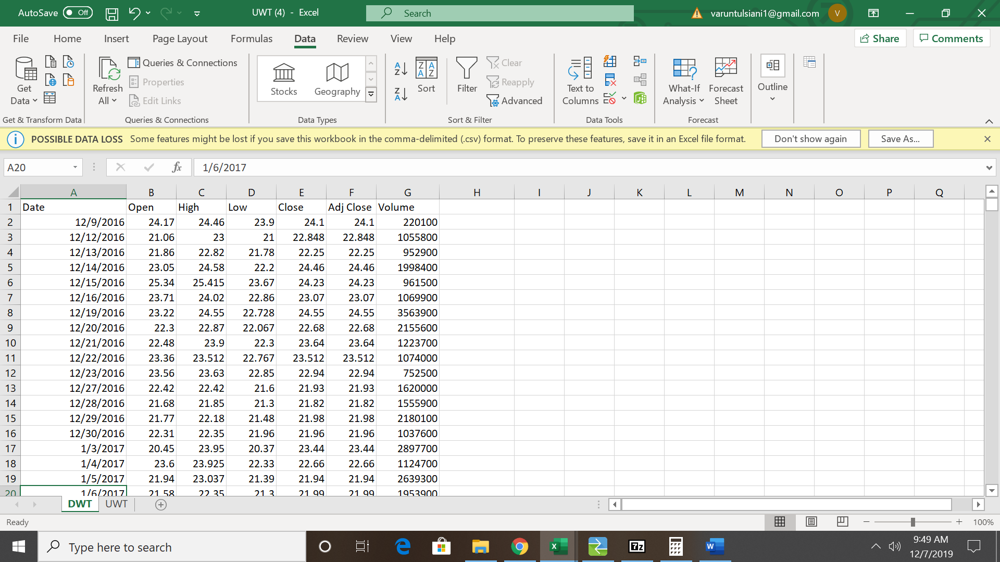 AutoSave Off UWT (4) - Excel Search varuntulsiani1@gmail.com V
File Home Insert Page Layout Formulas Data Review View Help Share Comments
Get Data
Refresh All
Queries & Connections
Properties
Edit Links
Stocks
Geography
Sort
Filter
Clear
Reapply
Advanced
Text to Columns
What-If Analysis
Forecast Sheet
Outline
Get & Transform Data Queries & Connections Data Types Sort & Filter Data Tools Forecast
POSSIBLE DATA LOSS Some features might be lost if you save this workbook in the comma-delimited (.csv) format. To preserve these features, save it in an Excel file format. Don't show again Save As...
A20 fx 1/6/2017
A B C D E F G H I J K L M N O P Q
1 Date Open High Low Close Adj Close Volume
2 12/9/2016 24.17 24.46 23.9 24.1 24.1 220100
3 12/12/2016 21.06 23 21 22.848 22.848 1055800
4 12/13/2016 21.86 22.82 21.78 22.25 22.25 952900
5 12/14/2016 23.05 24.58 22.2 24.46 24.46 1998400
6 12/15/2016 25.34 25.415 23.67 24.23 24.23 961500
7 12/16/2016 23.71 24.02 22.86 23.07 23.07 1069900
8 12/19/2016 23.22 24.55 22.728 24.55 24.55 3563900
9 12/20/2016 22.3 22.87 22.067 22.68 22.68 2155600
10 12/21/2016 22.48 23.9 22.3 23.64 23.64 1223700
11 12/22/2016 23.36 23.512 22.767 23.512 23.512 1074000
12 12/23/2016 23.56 23.63 22.85 22.94 22.94 752500
13 12/27/2016 22.42 22.42 21.6 21.93 21.93 1620000
14 12/28/2016 21.68 21.85 21.3 21.82 21.82 1555900
15 12/29/2016 21.77 22.18 21.48 21.98 21.98 2180100
16 12/30/2016 22.31 22.35 21.96 21.96 21.96 1037600
17 1/3/2017 20.45 23.95 20.37 23.44 23.44 2897700
18 1/4/2017 23.6 23.925 22.33 22.66 22.66 1124700
19 1/5/2017 21.94 23.037 21.39 21.94 21.94 2639300
20 1/6/2017 21.58 22.35 21.3 21.99 21.99 1953900
DWT UWT
Ready 100%
Type here to search
9:49 AM
12/7/2019